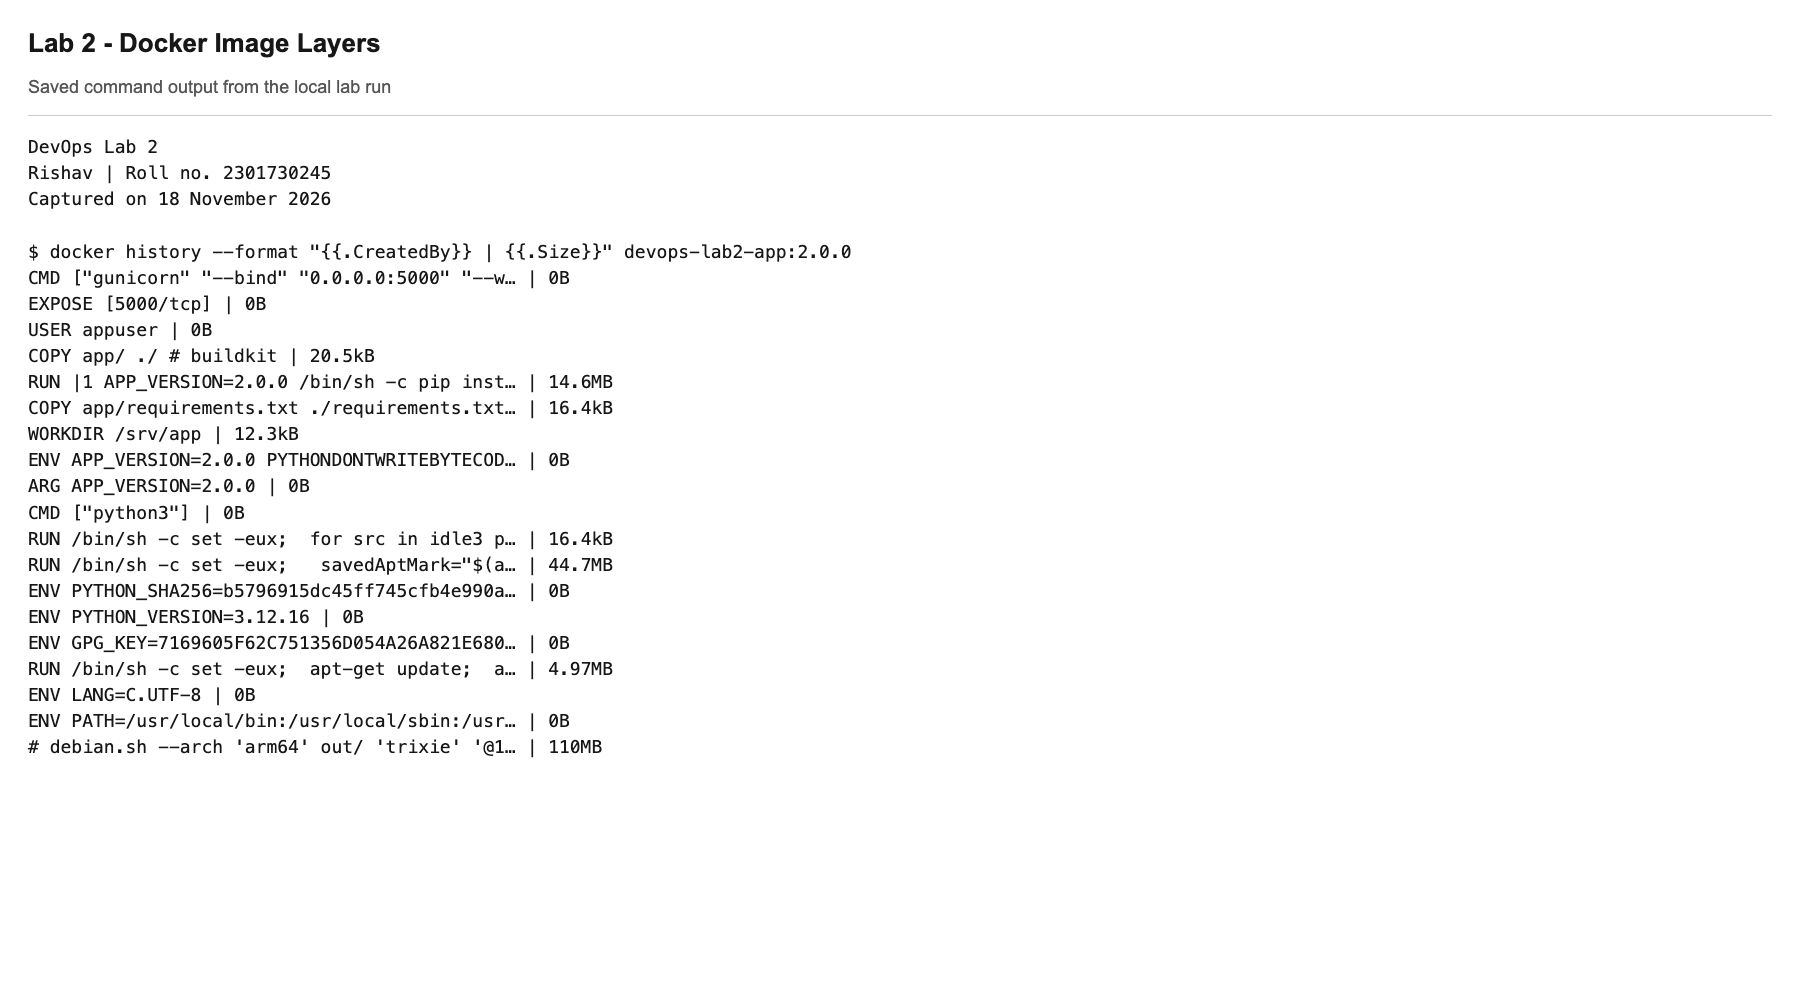 Lab 2 - Docker Image Layers
Saved command output from the local lab run
DevOps Lab 2
Rishav | Roll no. 2301730245
Captured on 18 November 2026
$ docker history --format "{{.CreatedBy}} | {{.Size}}" devops-lab2-app:2.0.0
CMD ["gunicorn" "--bind" "0.0.0.0:5000" "--w… | 0B
EXPOSE [5000/tcp] | 0B
USER appuser | 0B
COPY app/ ./ # buildkit | 20.5kB
RUN |1 APP_VERSION=2.0.0 /bin/sh -c pip inst… | 14.6MB
COPY app/requirements.txt ./requirements.txt… | 16.4kB
WORKDIR /srv/app | 12.3kB
ENV APP_VERSION=2.0.0 PYTHONDONTWRITEBYTECOD… | 0B
ARG APP_VERSION=2.0.0 | 0B
CMD ["python3"] | 0B
RUN /bin/sh -c set -eux;  for src in idle3 p… | 16.4kB
RUN /bin/sh -c set -eux;   savedAptMark="$(a… | 44.7MB
ENV PYTHON_SHA256=b5796915dc45ff745cfb4e990a… | 0B
ENV PYTHON_VERSION=3.12.16 | 0B
ENV GPG_KEY=7169605F62C751356D054A26A821E680… | 0B
RUN /bin/sh -c set -eux;  apt-get update;  a… | 4.97MB
ENV LANG=C.UTF-8 | 0B
ENV PATH=/usr/local/bin:/usr/local/sbin:/usr… | 0B
# debian.sh --arch 'arm64' out/ 'trixie' '@1… | 110MB